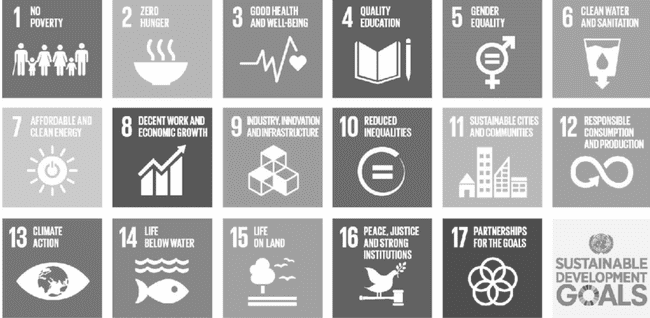 1 NO
POVERTY
2 ZERO
HUNGER
3 GOOD HEALTH
AND WELL-BEING
4 QUALITY
EDUCATION
5 GENDER
EQUALITY
6 CLEAN WATER
AND SANITATION
7 AFFORDABLE AND
CLEAN ENERGY
8 DECENT WORK AND
ECONOMIC GROWTH
9 INDUSTRY, INNOVATION
AND INFRASTRUCTURE
10 REDUCED
INEQUALITIES
11 SUSTAINABLE CITIES
AND COMMUNITIES
12 RESPONSIBLE
CONSUMPTION
AND PRODUCTION
13 CLIMATE
ACTION
14 LIFE
BELOW WATER
15 LIFE
ON LAND
16 PEACE, JUSTICE
AND STRONG
INSTITUTIONS
17 PARTNERSHIPS
FOR THE GOALS
SUSTAINABLE
DEVELOPMENT
GOALS